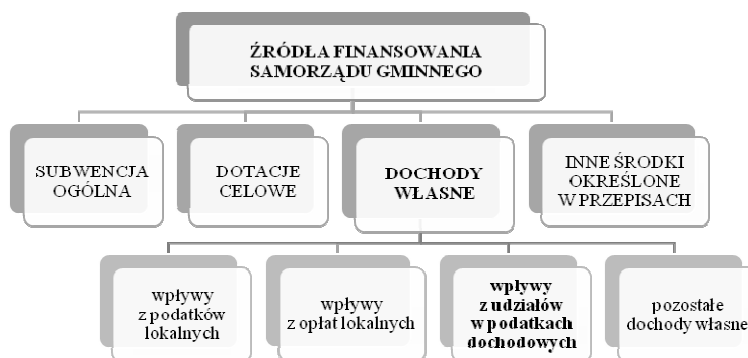 ŹRÓDŁA FINANSOWANIA
SAMORZĄDU GMINNEGO
SUBWENCJA
OGÓLNA
DOTACJE
CELOWE
DOCHODY
WŁASNE
INNE ŚRODKI
OKREŚLONE
W PRZEPISACH
wpływy
z podatków
lokalnych
wpływy
z opłat lokalnych
wpływy
z udziałów
w podatkach
dochodowych
pozostałe
dochody własne